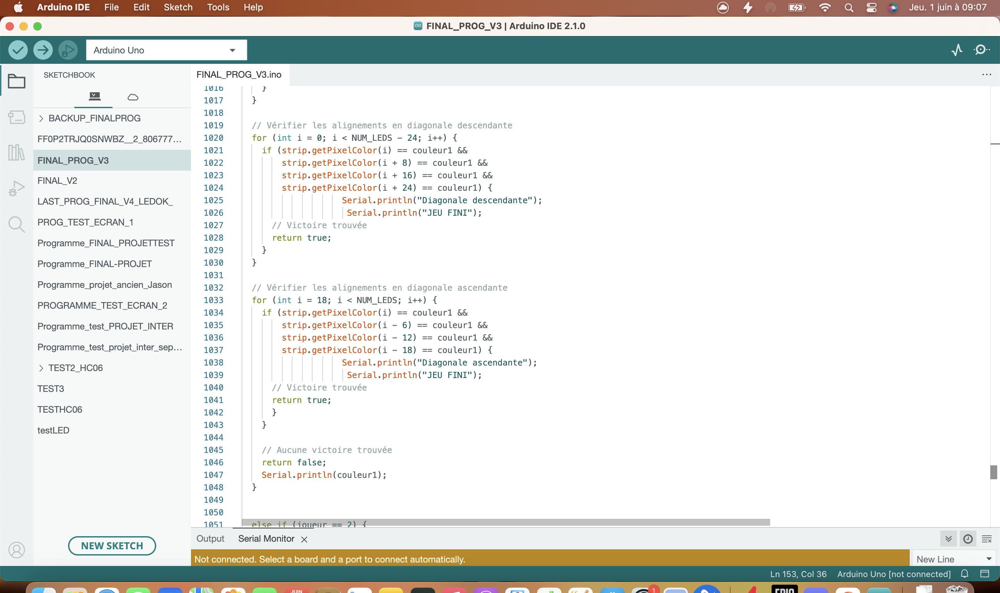 Arduino IDE File Edit Sketch Tools Help Jeu. 1 juin à 09:07
FINAL_PROG_V3 | Arduino IDE 2.1.0
Arduino Uno
SKETCHBOOK
BACKUP_FINALPROG
FF0P2TRJQ0SNWBZ__2_806777...
FINAL_PROG_V3
FINAL_V2
LAST_PROG_FINAL_V4_LEDOK_
PROG_TEST_ECRAN_1
Programme_FINAL_PROJETTEST
Programme_FINAL-PROJET
Programme_projet_ancien_Jason
PROGRAMME_TEST_ECRAN_2
Programme_test_PROJET_INTER
Programme_test_projet_inter_sep...
TEST2_HC06
TEST3
TESTHC06
testLED
NEW SKETCH
FINAL_PROG_V3.ino
1016 }
1017 }
1018
1019 // Vérifier les alignements en diagonale descendante
1020 for (int i = 0; i < NUM_LEDS - 24; i++) {
1021 if (strip.getPixelColor(i) == couleur1 &&
1022 strip.getPixelColor(i + 8) == couleur1 &&
1023 strip.getPixelColor(i + 16) == couleur1 &&
1024 strip.getPixelColor(i + 24) == couleur1) {
1025 Serial.println("Diagonale descendante");
1026 Serial.println("JEU FINI");
1027 // Victoire trouvée
1028 return true;
1029 }
1030 }
1031
1032 // Vérifier les alignements en diagonale ascendante
1033 for (int i = 18; i < NUM_LEDS; i++) {
1034 if (strip.getPixelColor(i) == couleur1 &&
1035 strip.getPixelColor(i - 6) == couleur1 &&
1036 strip.getPixelColor(i - 12) == couleur1 &&
1037 strip.getPixelColor(i - 18) == couleur1) {
1038 Serial.println("Diagonale ascendante");
1039 Serial.println("JEU FINI");
1040 // Victoire trouvée
1041 return true;
1042 }
1043 }
1044
1045 // Aucune victoire trouvée
1046 return false;
1047 Serial.println(couleur1);
1048 }
1049
1050
1051 else if (joueur == 2) {
Output Serial Monitor
Not connected. Select a board and a port to connect automatically.
New Line
Ln 153, Col 36 Arduino Uno [not connected]
JUIN
1
EPIC